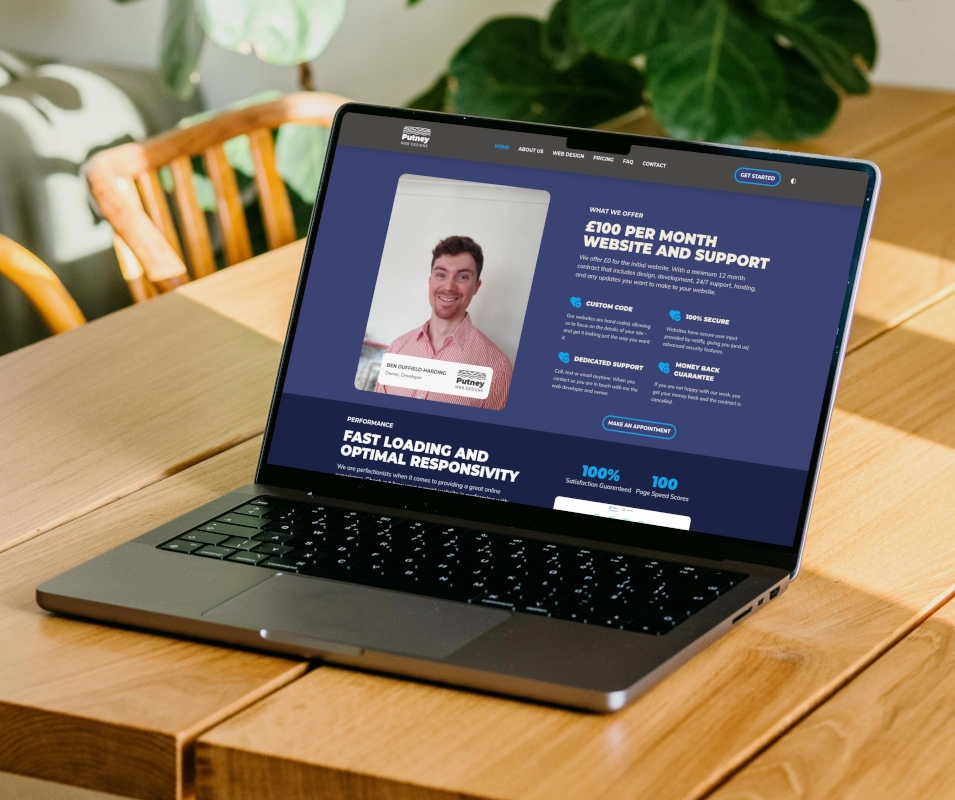 Putney
WEB DESIGNS
HOME
ABOUT US
WEB DESIGN
PRICING
FAQ
CONTACT
GET STARTED
WHAT WE OFFER
£100 PER MONTH
WEBSITE AND SUPPORT
We offer £0 for the initial website. With a minimum 12 month
contract that includes design, development, 24/7 support, hosting,
and any updates you want to make to your website.
CUSTOM CODE
Our websites are hand coded, allowing
us to focus on the details of your site -
and get it looking just the way you want
it.
100% SECURE
Websites have secure user input
provided by netlify, giving you (and us)
advanced security features.
DEDICATED SUPPORT
Call, text or email anytime. When you
contact us you are in touch with me the
web developer and owner.
MONEY BACK
GUARANTEE
If you are not happy with our work, you
get your money back and the contract is
cancelled.
MAKE AN APPOINTMENT
BEN DUFFIELD-HARDING
Owner, Developer
Putney
WEB DESIGNS
PERFORMANCE
FAST LOADING AND
OPTIMAL RESPONSIVITY
We are perfectionists when it comes to providing a great online
100%
Satisfaction Guaranteed
100
Page Speed Scores